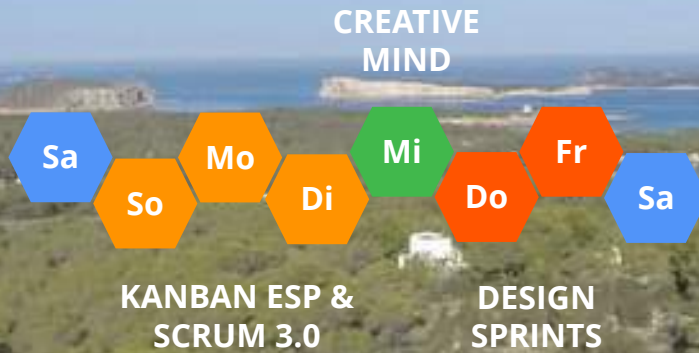 CREATIVE
MIND
Sa
So
Mo
Di
Mi
Do
Fr
Sa
KANBAN ESP &
SCRUM 3.0
DESIGN
SPRINTS